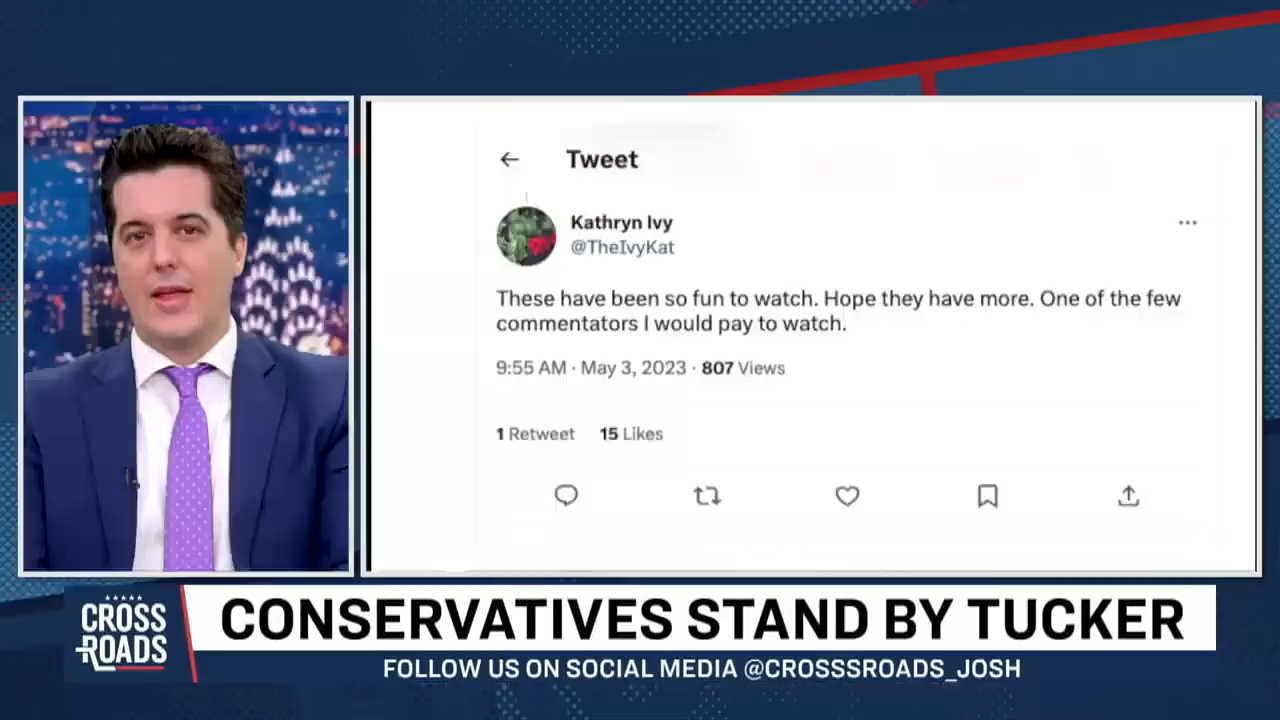 Tweet
Kathryn Ivy
@TheIvyKat
These have been so fun to watch. Hope they have more. One of the few
commentators I would pay to watch.
9:55 AM · May 3, 2023 · 807 Views
1 Retweet 15 Likes
CROSS
ROADS
CONSERVATIVES STAND BY TUCKER
FOLLOW US ON SOCIAL MEDIA @CROSSSROADS_JOSH